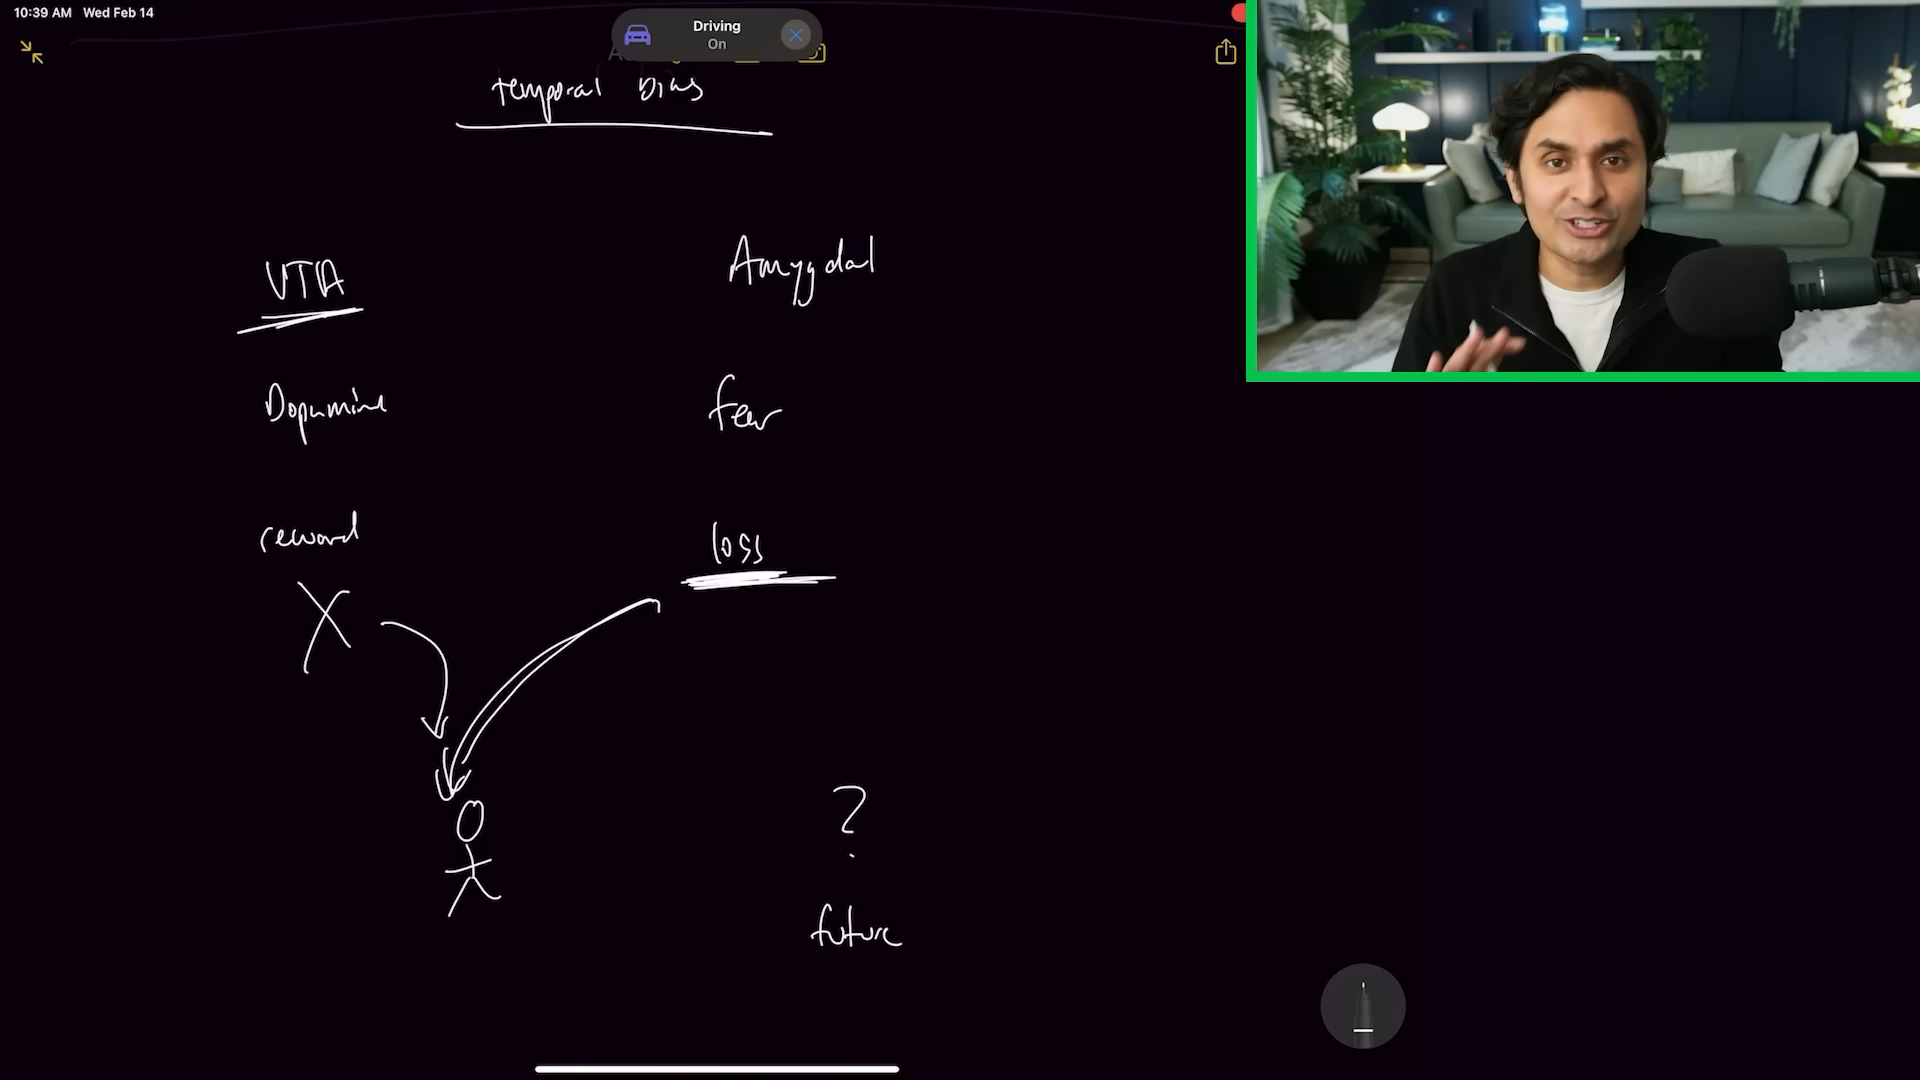 10:39 AM Wed Feb 14
Driving
On
temporal Bias
VTA
Amygdal
Dopamine
fear
reward
loss
X
?
future